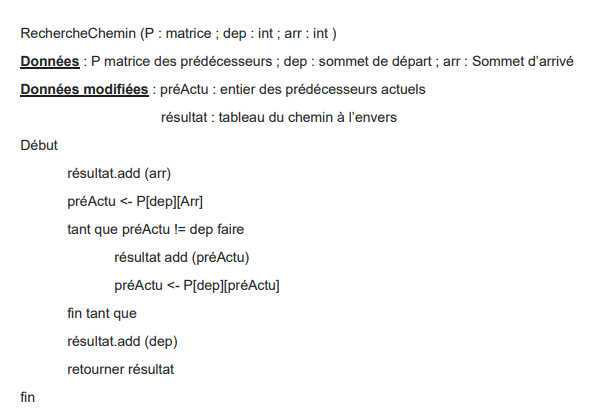 RechercheChemin (P : matrice ; dep : int ; arr : int )
Données : P matrice des prédécesseurs ; dep : sommet de départ ; arr : Sommet d'arrivé
Données modifiées : préActu : entier des prédécesseurs actuels
résultat : tableau du chemin à l'envers
Début
résultat.add (arr)
préActu <- P[dep][Arr]
tant que préActu != dep faire
résultat add (préActu)
préActu <- P[dep][préActu]
fin tant que
résultat.add (dep)
retourner résultat
fin